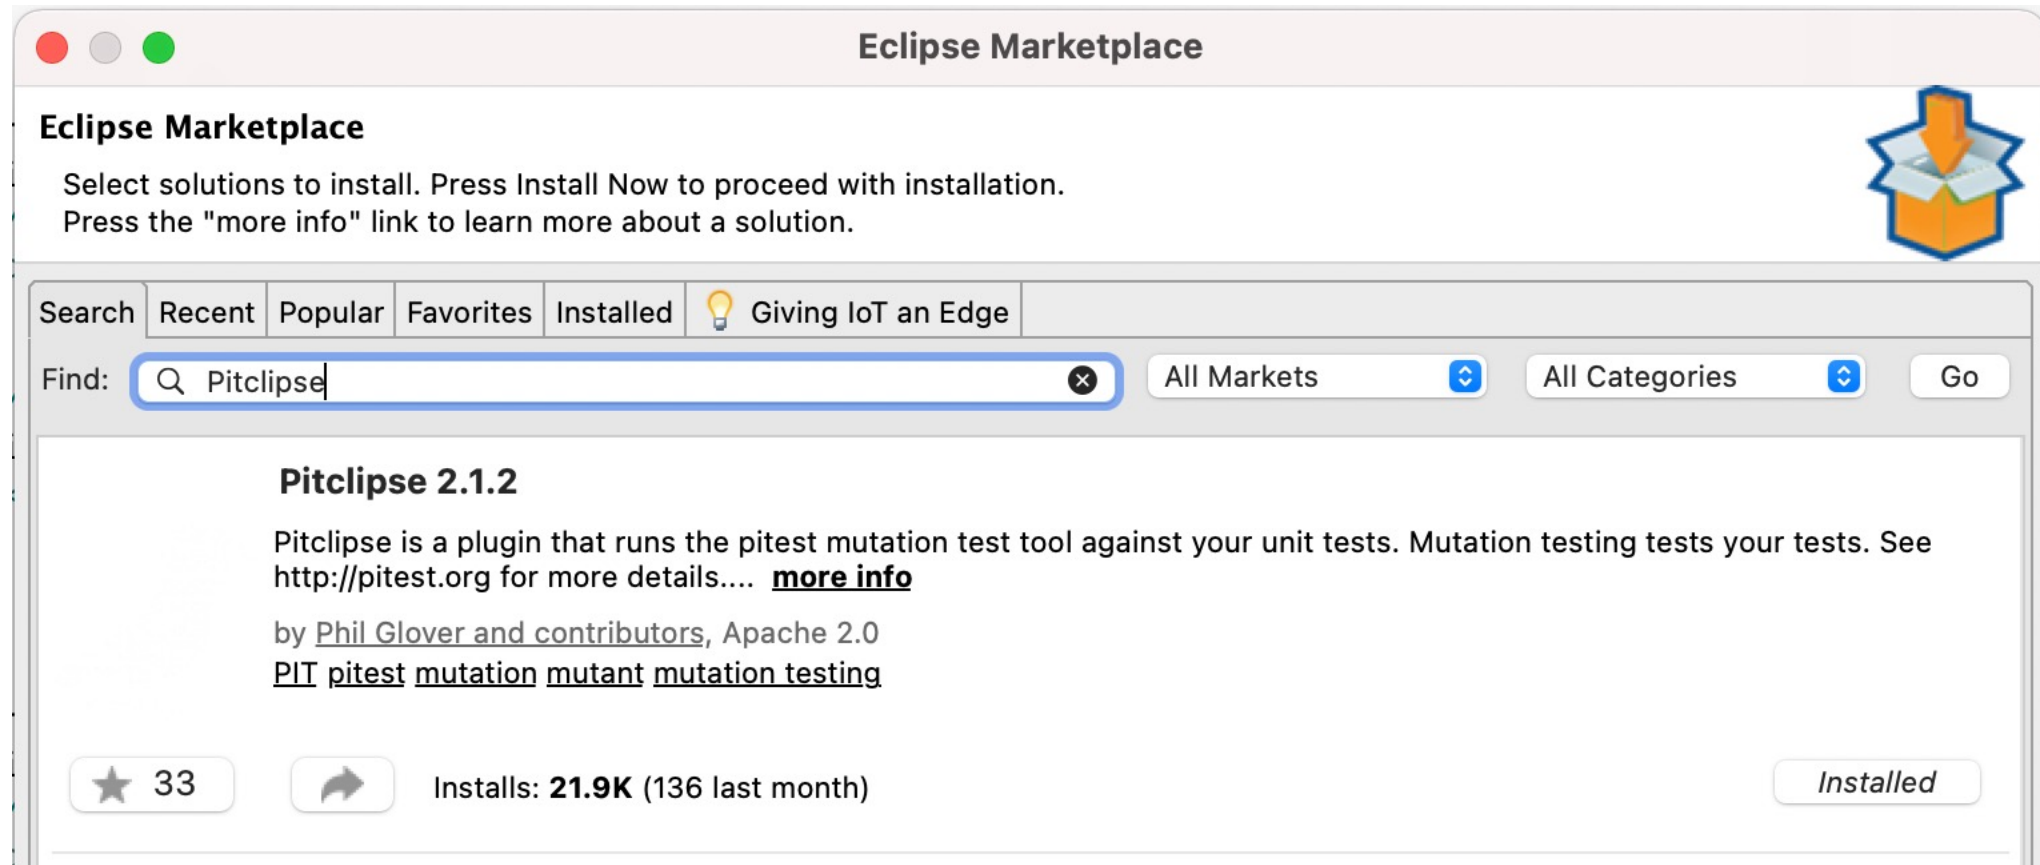 Eclipse Marketplace
Eclipse Marketplace
Select solutions to install. Press Install Now to proceed with installation.
Press the "more info" link to learn more about a solution.
Search Recent Popular Favorites Installed Giving IoT an Edge
Find: Pitclipse All Markets All Categories Go
Pitclipse 2.1.2
Pitclipse is a plugin that runs the pitest mutation test tool against your unit tests. Mutation testing tests your tests. See
http://pitest.org for more details.... more info
by Phil Glover and contributors, Apache 2.0
PIT pitest mutation mutant mutation testing
33 Installs: 21.9K (136 last month) Installed